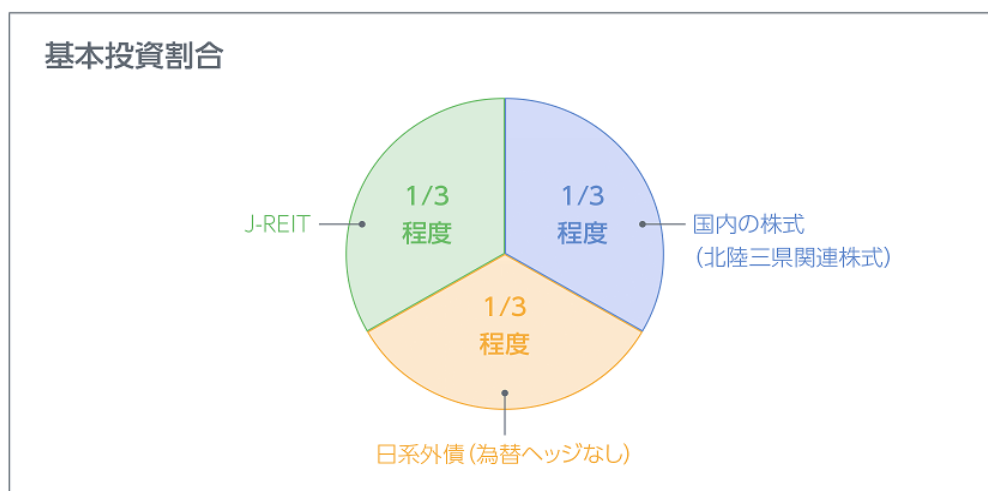 基本投資割合
1/3
程度
J-REIT
1/3
程度
国内の株式
(北陸三県関連株式)
1/3
程度
日系外債(為替ヘッジなし)